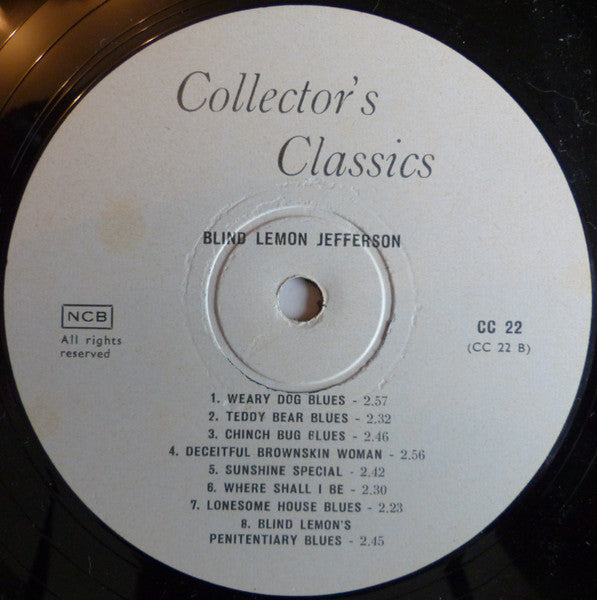 Collector's
Classics
BLIND LEMON JEFFERSON
NCB
All rights
reserved
CC 22
(CC 22 B)
1. WEARY DOG BLUES - 2.57
2. TEDDY BEAR BLUES - 2.32
3. CHINCH BUG BLUES - 2.46
4. DECEITFUL BROWNSKIN WOMAN - 2.56
5. SUNSHINE SPECIAL - 2.42
6. WHERE SHALL I BE - 2.30
7. LONESOME HOUSE BLUES - 2.23
8. BLIND LEMON'S
PENITENTIARY BLUES - 2.45